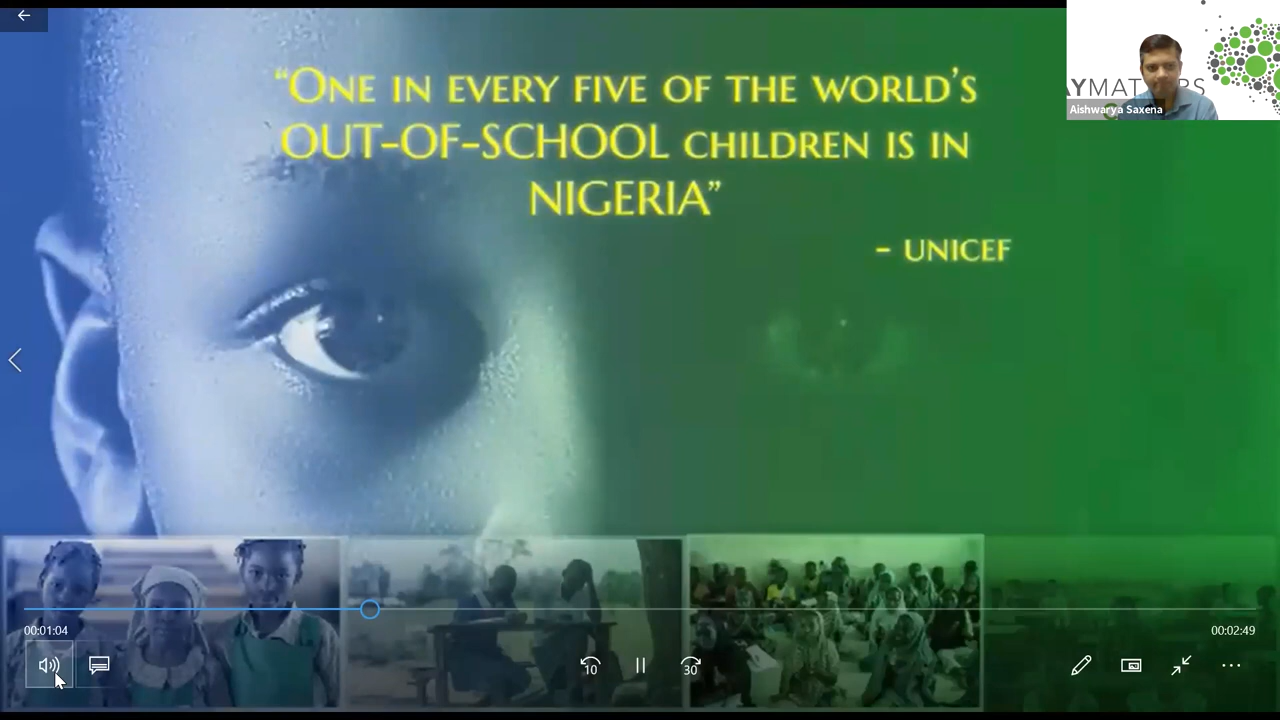 “ONE IN EVERY FIVE OF THE WORLD’S
OUT-OF-SCHOOL CHILDREN IS IN
NIGERIA”
- UNICEF
YMATTERS
Aishwarya Saxena
00:01:04
00:02:49
10
30